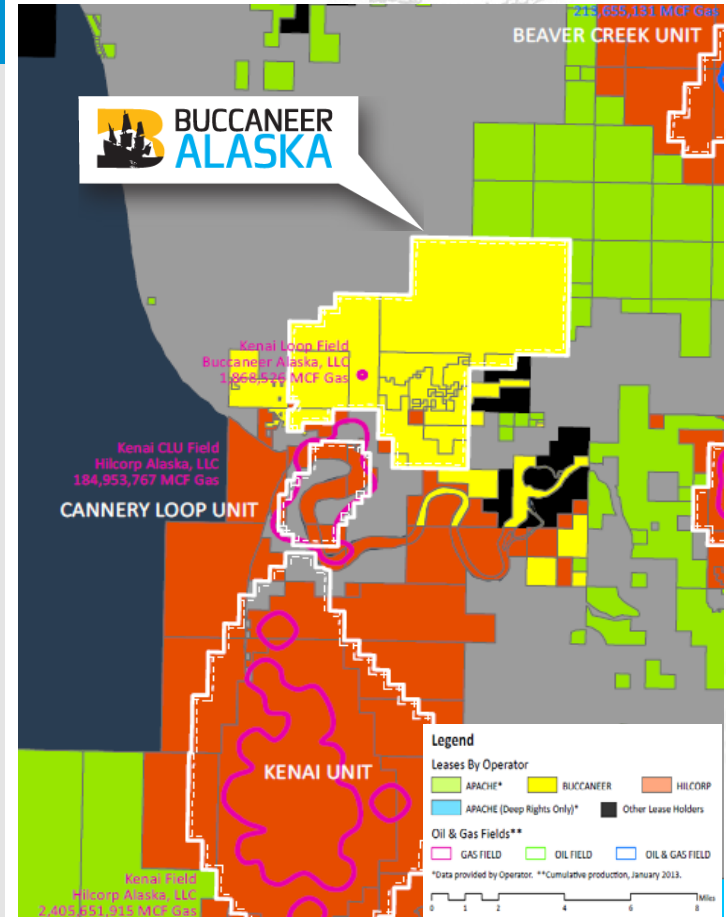 213,655,131 MCF Gas
BEAVER CREEK UNIT
B
BUCCANEER
ALASKA
Kenai Loop Field
Buccaneer Alaska, LLC
1,868,526 MCF Gas
Kenai CLU Field
Hilcorp Alaska, LLC
184,953,767 MCF Gas
CANNERY LOOP UNIT
KENAI UNIT
Kenai Field
Hilcorp Alaska, LLC
2,405,651,915 MCF Gas
Legend
Leases By Operator
APACHE* BUCCANEER HILCORP
APACHE (Deep Rights Only)* Other Lease Holders
Oil & Gas Fields**
GAS FIELD OIL FIELD OIL & GAS FIELD
*Data provided by Operator. **Cumulative production, January 2013.
Miles
0 1 2 4 6 8